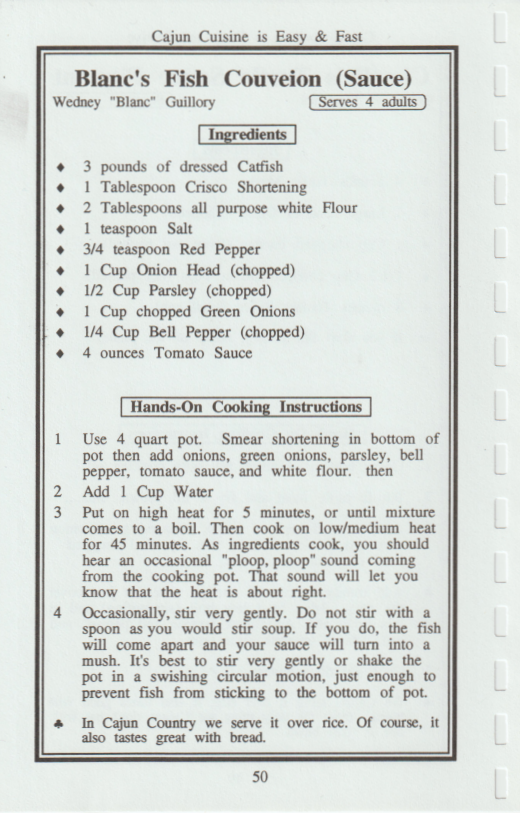 Cajun Cuisine is Easy & Fast
Blanc's Fish Couveion (Sauce)
Wedney "Blanc" Guillory
Serves 4 adults
Ingredients
◆ 3 pounds of dressed Catfish
◆ 1 Tablespoon Crisco Shortening
◆ 2 Tablespoons all purpose white Flour
◆ 1 teaspoon Salt
◆ 3/4 teaspoon Red Pepper
◆ 1 Cup Onion Head (chopped)
◆ 1/2 Cup Parsley (chopped)
◆ 1 Cup chopped Green Onions
◆ 1/4 Cup Bell Pepper (chopped)
◆ 4 ounces Tomato Sauce
Hands-On Cooking Instructions
1 Use 4 quart pot. Smear shortening in bottom of
pot then add onions, green onions, parsley, bell
pepper, tomato sauce, and white flour. then
2 Add 1 Cup Water
3 Put on high heat for 5 minutes, or until mixture
comes to a boil. Then cook on low/medium heat
for 45 minutes. As ingredients cook, you should
hear an occasional "ploop, ploop" sound coming
from the cooking pot. That sound will let you
know that the heat is about right.
4 Occasionally, stir very gently. Do not stir with a
spoon as you would stir soup. If you do, the fish
will come apart and your sauce will turn into a
mush. It's best to stir very gently or shake the
pot in a swishing circular motion, just enough to
prevent fish from sticking to the bottom of pot.
♣ In Cajun Country we serve it over rice. Of course, it
also tastes great with bread.
50